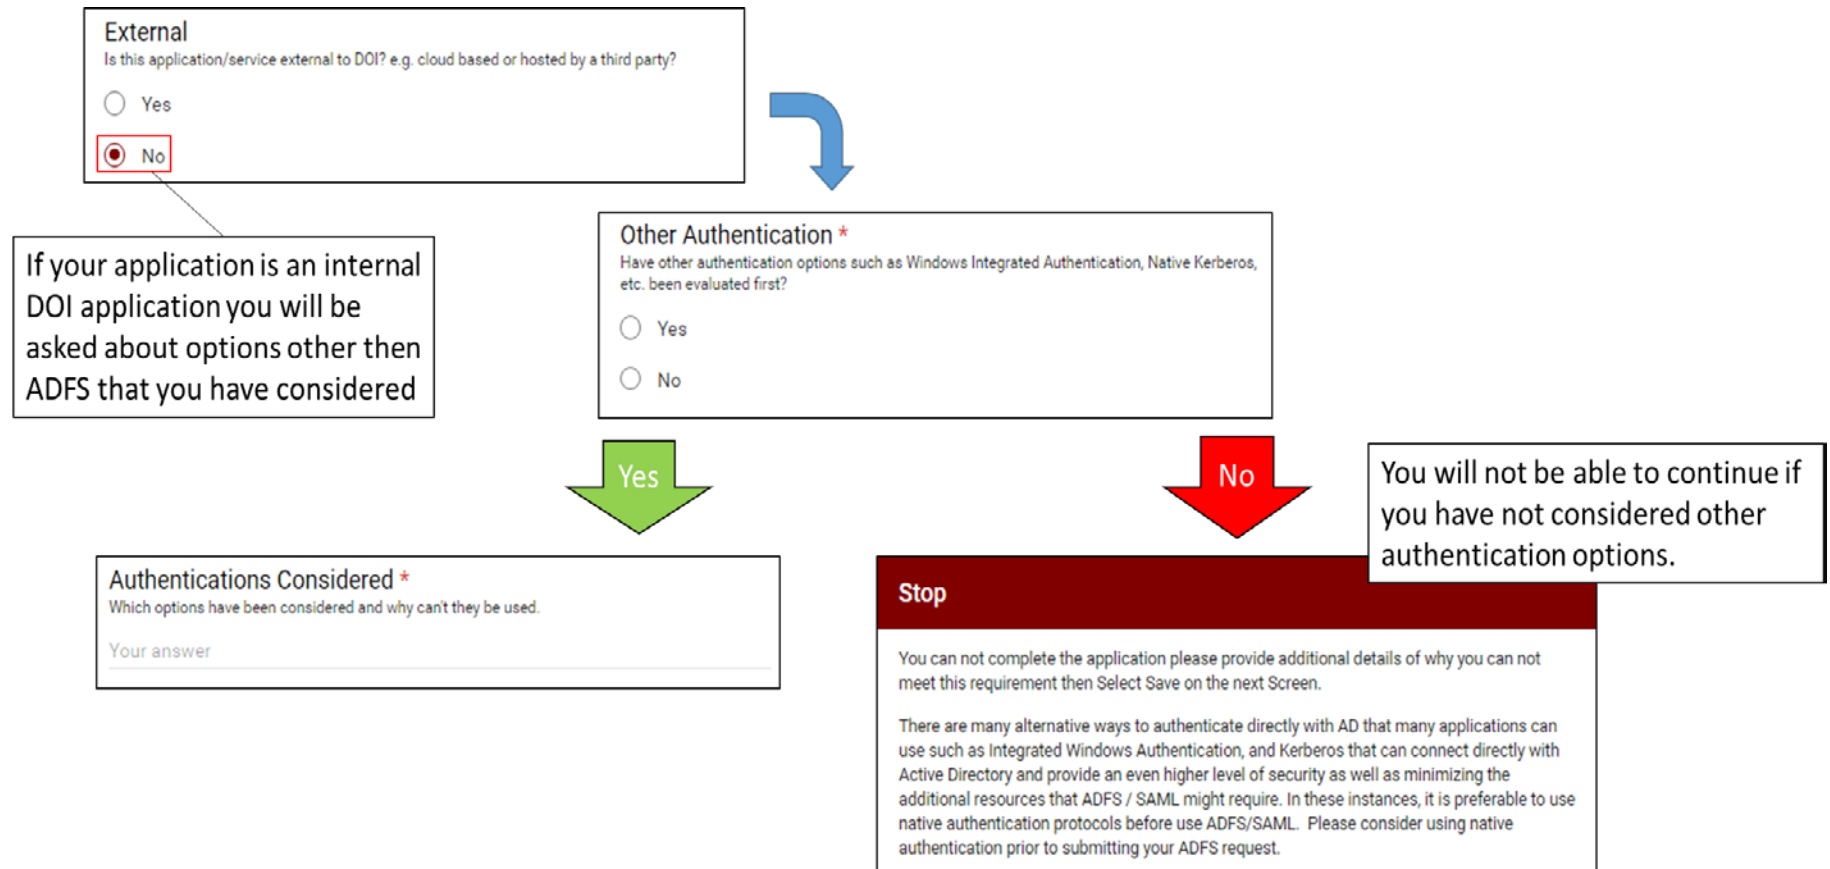 External
Is this application/service external to DOI? e.g. cloud based or hosted by a third party?
Yes
No
If your application is an internal
DOI application you will be
asked about options other then
ADFS that you have considered
Other Authentication *
Have other authentication options such as Windows Integrated Authentication, Native Kerberos,
etc. been evaluated first?
Yes
No
Yes
No
You will not be able to continue if
you have not considered other
authentication options.
Authentications Considered *
Which options have been considered and why can't they be used.
Your answer
Stop
You can not complete the application please provide additional details of why you can not
meet this requirement then Select Save on the next Screen.
There are many alternative ways to authenticate directly with AD that many applications can
use such as Integrated Windows Authentication, and Kerberos that can connect directly with
Active Directory and provide an even higher level of security as well as minimizing the
additional resources that ADFS / SAML might require. In these instances, it is preferable to use
native authentication protocols before use ADFS/SAML.  Please consider using native
authentication prior to submitting your ADFS request.